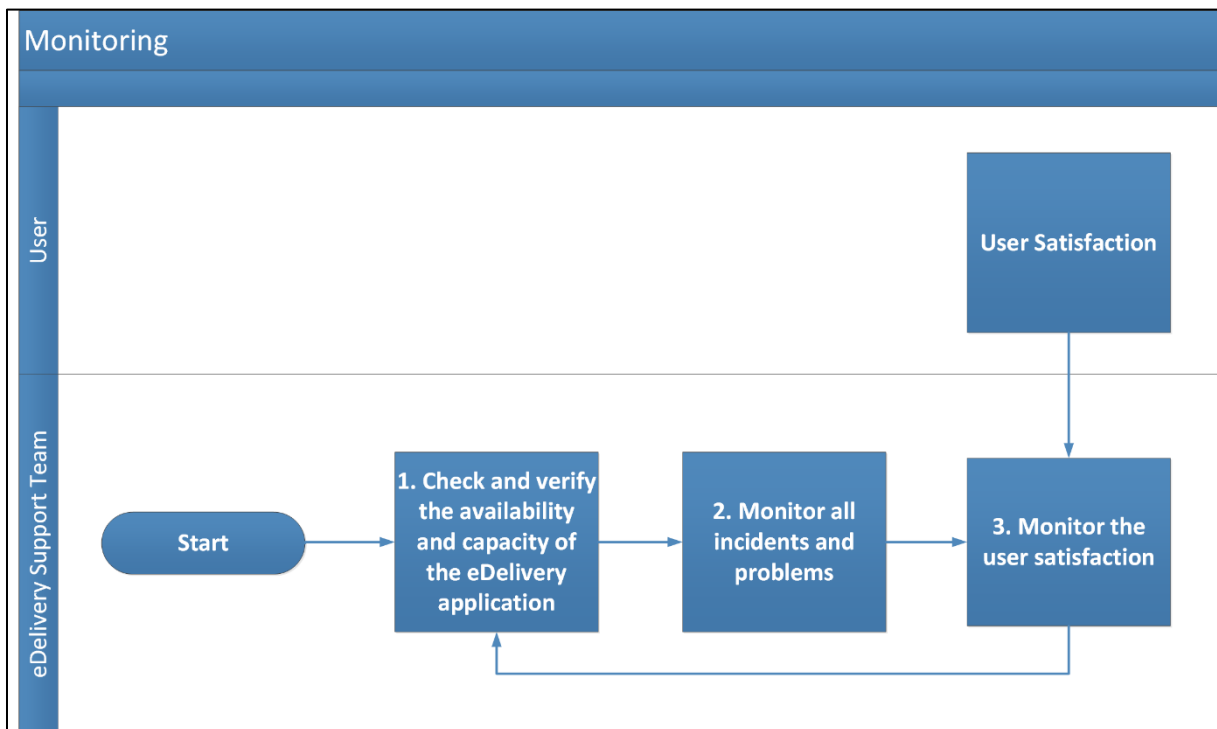 Monitoring
User
User Satisfaction
eDelivery Support Team
Start
1. Check and verify
the availability
and capacity of
the eDelivery
application
2. Monitor all
incidents and
problems
3. Monitor the
user satisfaction